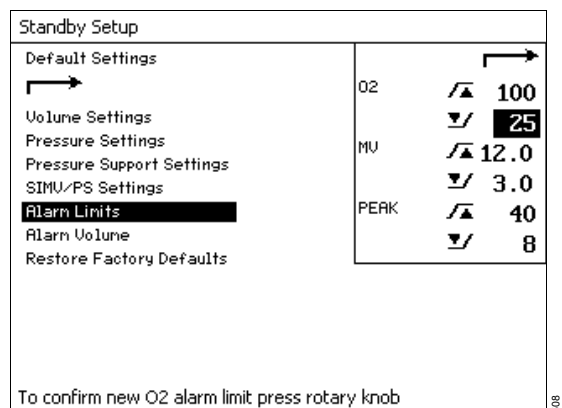 Standby Setup
Default Settings
Volume Settings
Pressure Settings
Pressure Support Settings
SIMV/PS Settings
Alarm Limits
Alarm Volume
Restore Factory Defaults
O2 100
25
MV 12.0
3.0
PEAK 40
8
To confirm new O2 alarm limit press rotary knob
80